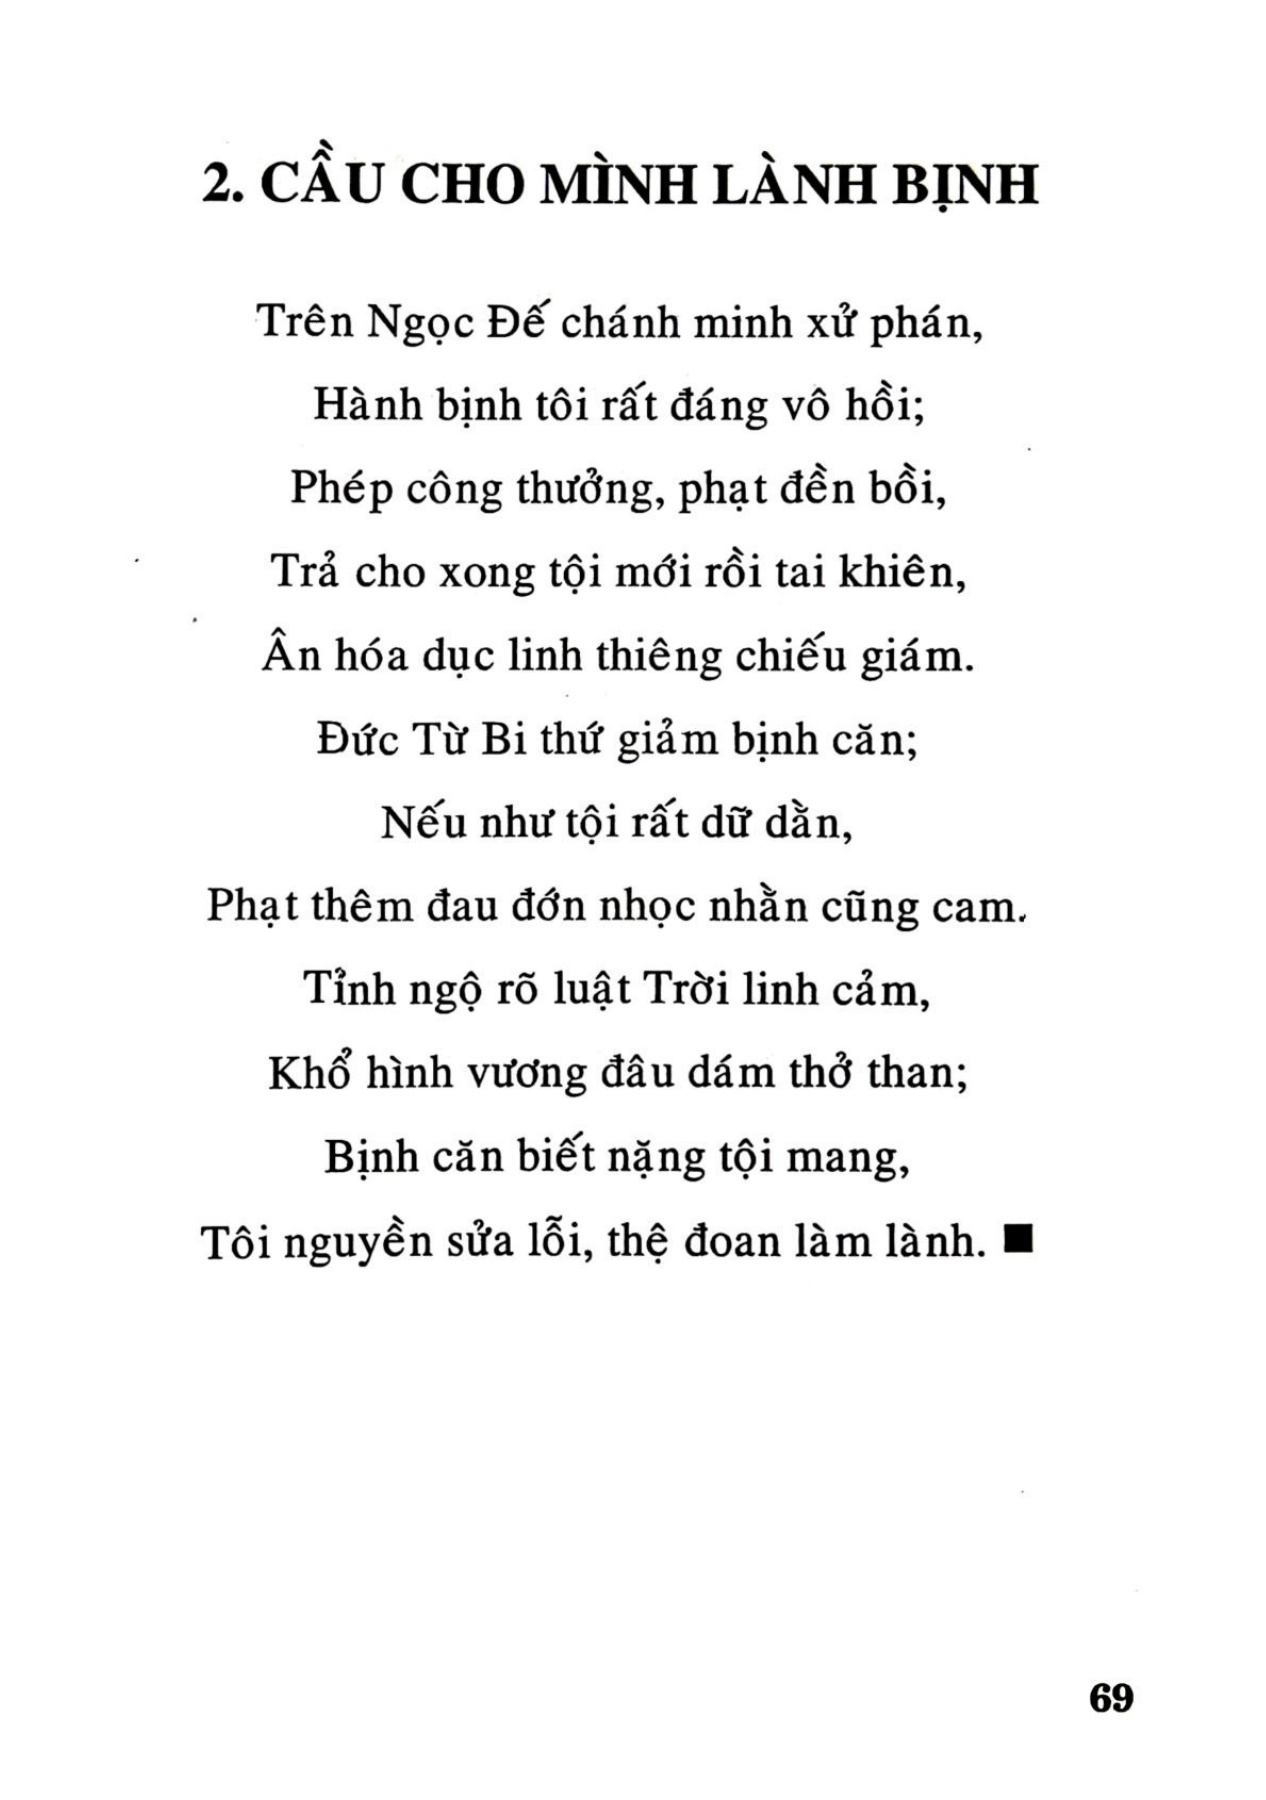 2. CẦU CHO MÌNH LÀNH BỊNH
Trên Ngọc Đế chánh minh xử phán,
Hành bịnh tôi rất đáng vô hồi;
Phép công thưởng, phạt đền bồi,
Trả cho xong tội mới rồi tai khiên,
Ân hóa dục linh thiêng chiếu giám.
Đức Từ Bi thứ giảm bịnh căn;
Nếu như tội rất dữ dằn,
Phạt thêm đau đớn nhọc nhằn cũng cam.
Tỉnh ngộ rõ luật Trời linh cảm,
Khổ hình vương đâu dám thở than;
Bịnh căn biết nặng tội mang,
Tôi nguyền sửa lỗi, thệ đoan làm lành. ■
69